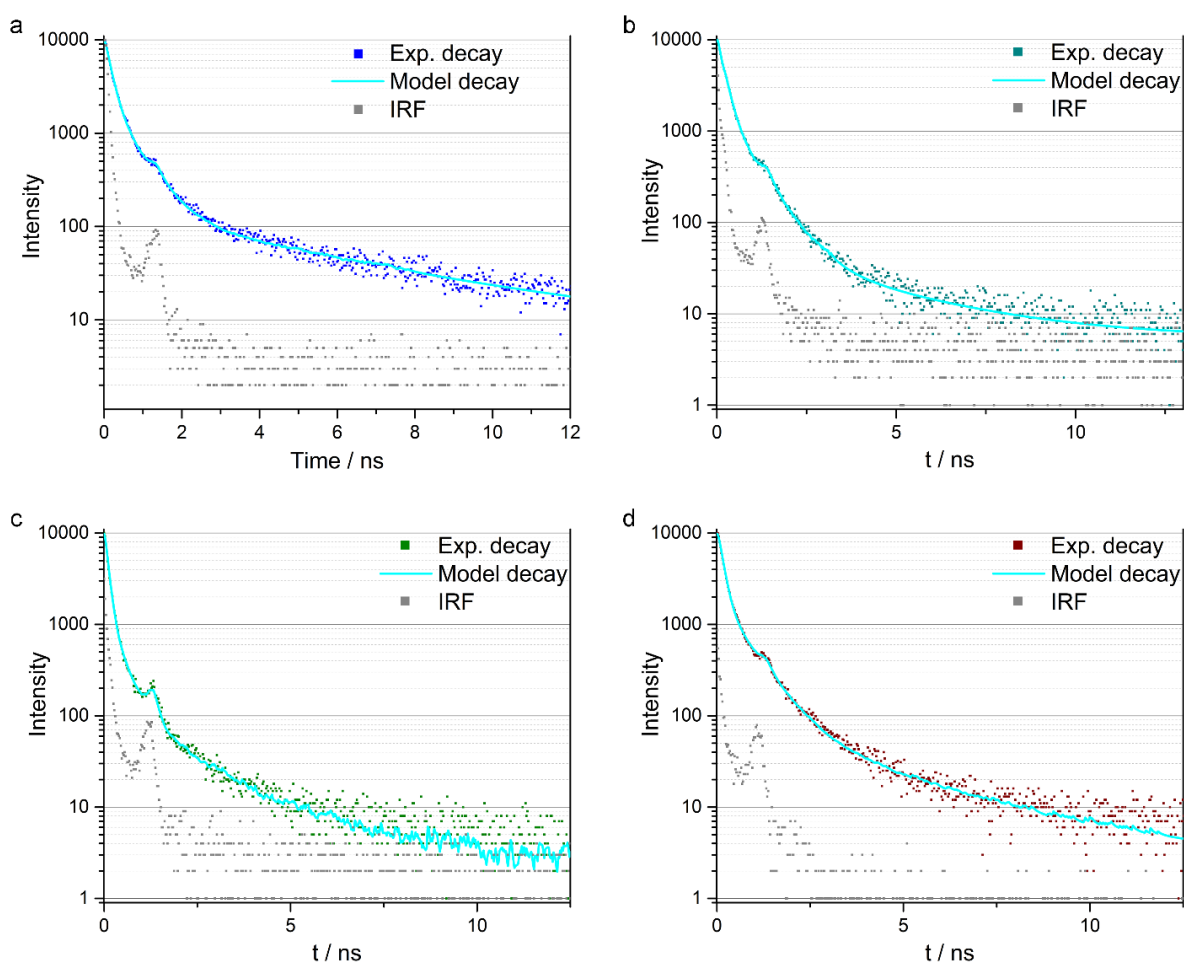 a
10000
1000
100
10
Intensity
Exp. decay
Model decay
IRF
0 2 4 6 8 10 12
Time / ns
b
10000
1000
100
10
1
Intensity
Exp. decay
Model decay
IRF
0 5 10
t / ns
c
10000
1000
100
10
1
Intensity
Exp. decay
Model decay
IRF
0 5 10
t / ns
d
10000
1000
100
10
1
Intensity
Exp. decay
Model decay
IRF
0 5 10
t / ns